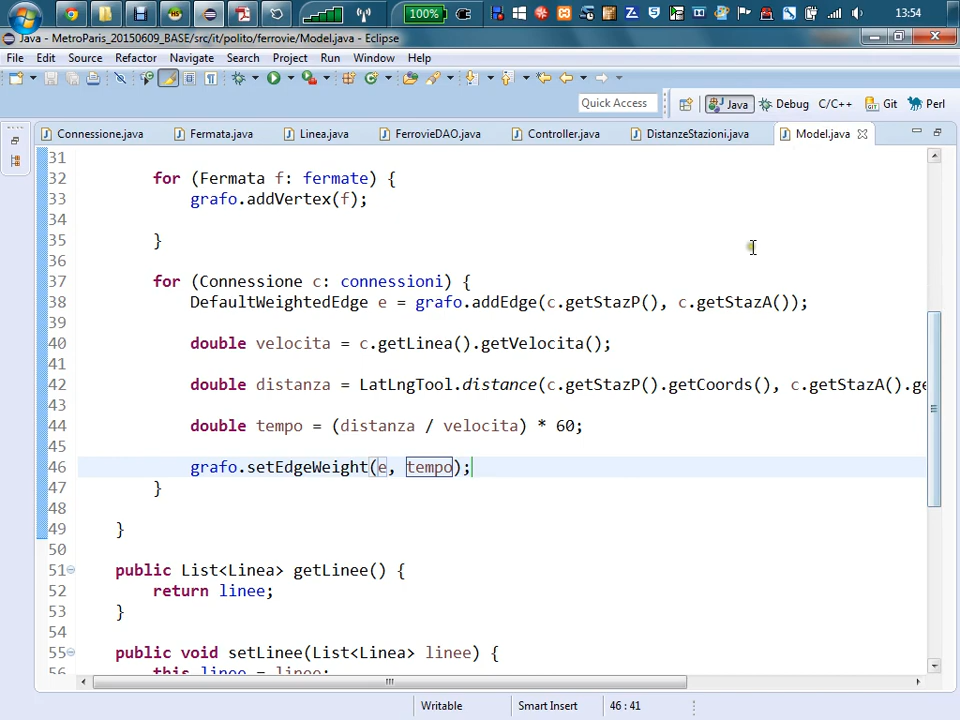 100%
13:54
Java - MetroParis_20150609_BASE/src/it/polito/ferrovie/Model.java - Eclipse
File Edit Source Refactor Navigate Search Project Run Window Help
Quick Access
Java Debug C/C++ Git Perl
Connessione.java Fermata.java Linea.java FerrovieDAO.java Controller.java DistanzeStazioni.java Model.java
31
32 for (Fermata f: fermate) {
33 grafo.addVertex(f);
34
35 }
36
37 for (Connessione c: connessioni) {
38 DefaultWeightedEdge e = grafo.addEdge(c.getStazP(), c.getStazA());
39
40 double velocita = c.getLinea().getVelocita();
41
42 double distanza = LatLngTool.distance(c.getStazP().getCoords(), c.getStazA().ge
43
44 double tempo = (distanza / velocita) * 60;
45
46 grafo.setEdgeWeight(e, tempo);
47 }
48
49 }
50
51 public List<Linea> getLinee() {
52 return linee;
53 }
54
55 public void setLinee(List<Linea> linee) {
56 this.linee = linee;
Writable Smart Insert 46 : 41